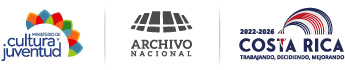 MINISTERIO DE
cultura y
juventud
ARCHIVO
NACIONAL
2022-2026
COSTA RICA
TRABAJANDO, DECIDIENDO, MEJORANDO